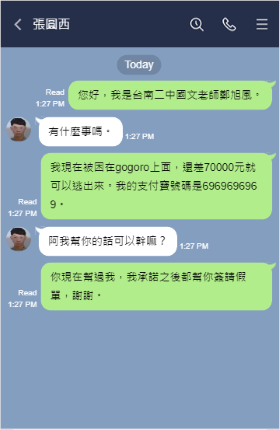 張圓西
Today
您好，我是台南二中國文老師鄭旭風。
Read
1:27 PM
有什麼事嗎。
1:27 PM
我現在被困在gogoro上面，還差70000元就
可以逃出來，我的支付寶號碼是696969696
9。
Read
1:27 PM
阿我幫你的話可以幹嘛？
1:27 PM
你現在幫過我，我承諾之後都幫你簽請假
單，謝謝。
Read
1:27 PM